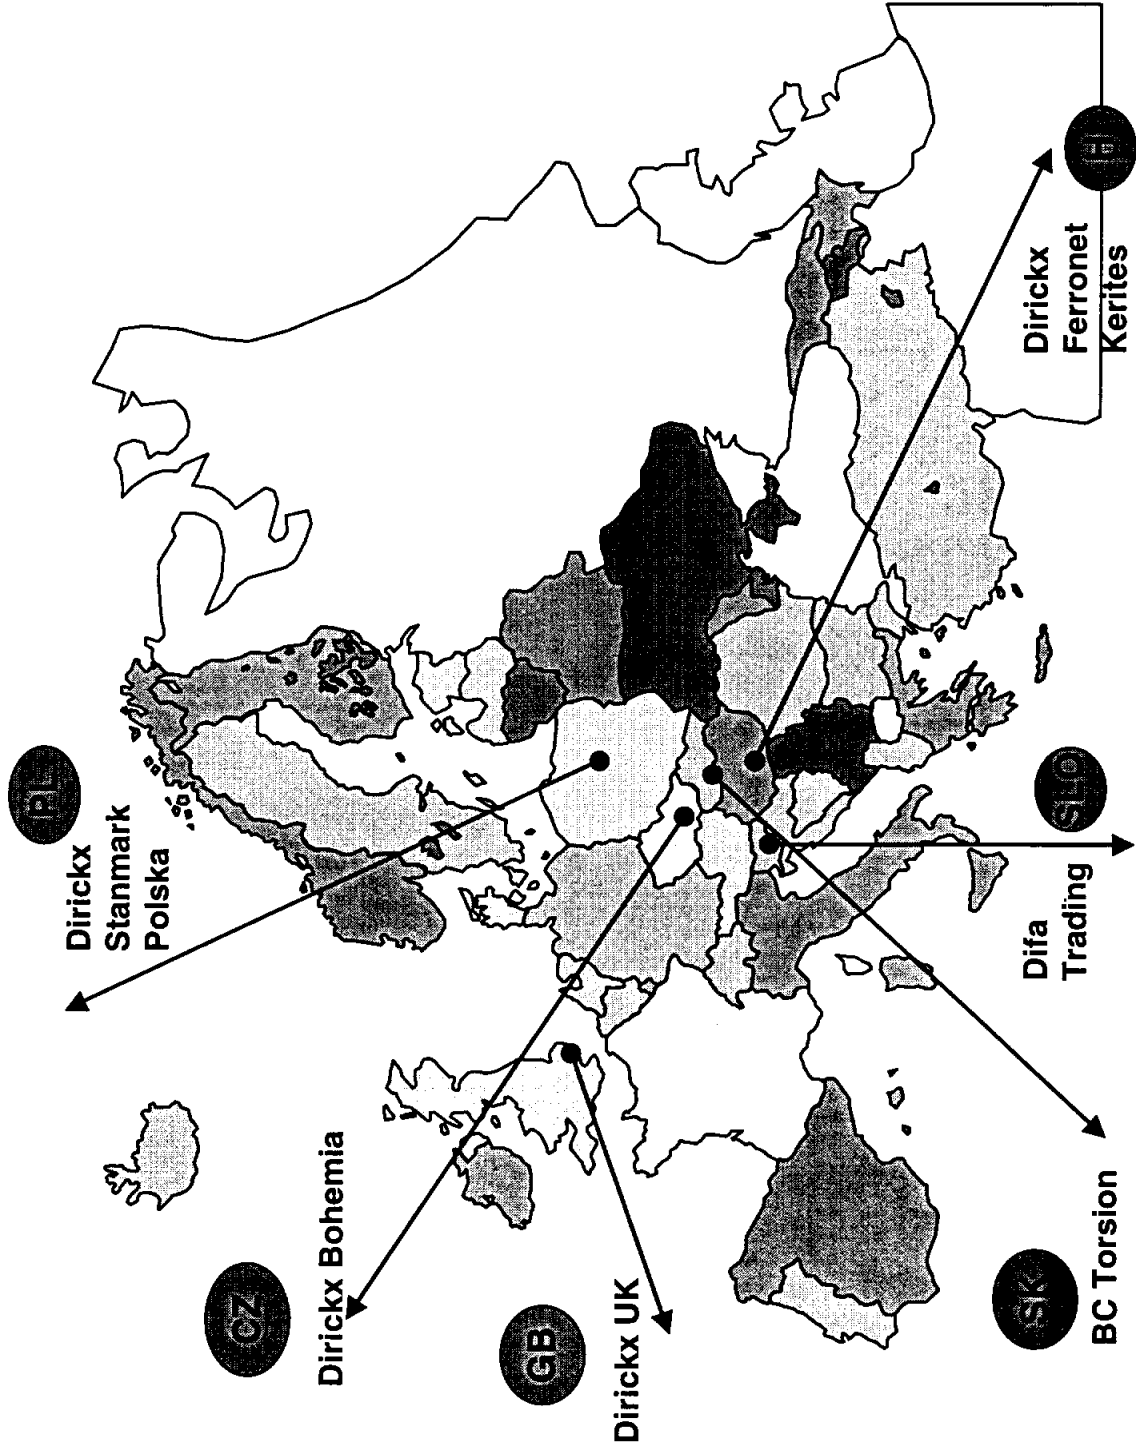 PL
Dirickx
Stanmark
Polska
CZ
Dirickx Bohemia
GB
Dirickx UK
SK
BC Torsion
SLO
Difa
Trading
H
Dirickx
Ferronet
Kerites